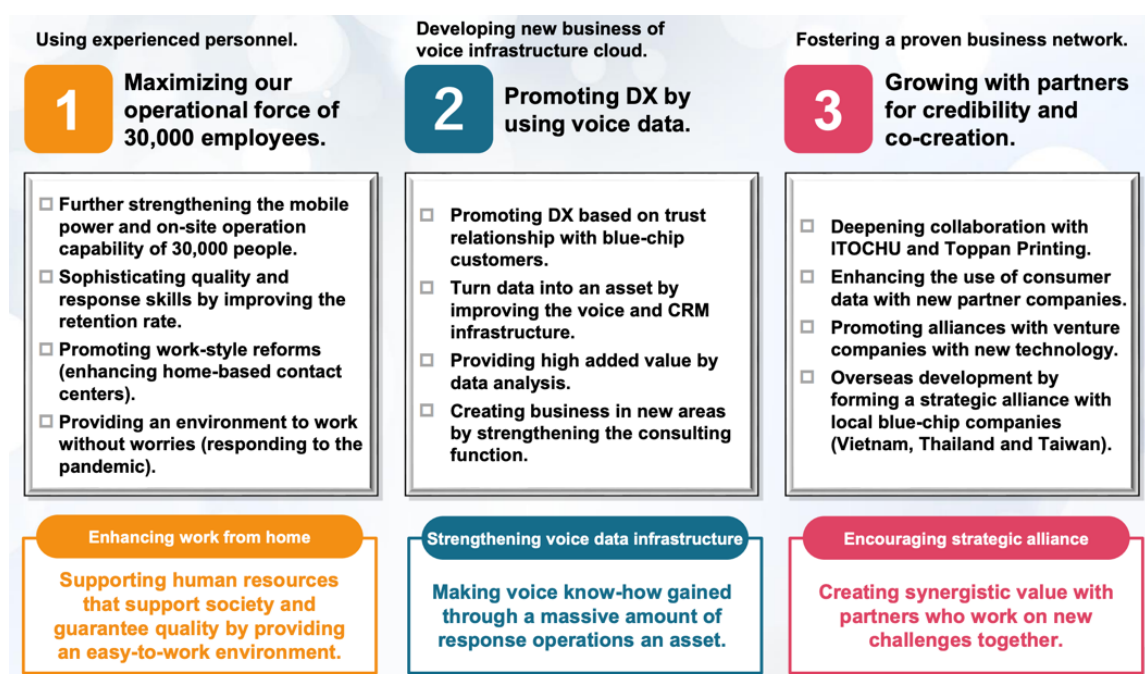 Using experienced personnel.
1
Maximizing our
operational force of
30,000 employees.
Further strengthening the mobile
power and on-site operation
capability of 30,000 people.
Sophisticating quality and
response skills by improving the
retention rate.
Promoting work-style reforms
(enhancing home-based contact
centers).
Providing an environment to work
without worries (responding to the
pandemic).
Enhancing work from home
Supporting human resources
that support society and
guarantee quality by providing
an easy-to-work environment.
Developing new business of
voice infrastructure cloud.
2
Promoting DX by
using voice data.
Promoting DX based on trust
relationship with blue-chip
customers.
Turn data into an asset by
improving the voice and CRM
infrastructure.
Providing high added value by
data analysis.
Creating business in new areas
by strengthening the consulting
function.
Strengthening voice data infrastructure
Making voice know-how gained
through a massive amount of
response operations an asset.
Fostering a proven business network.
3
Growing with partners
for credibility and
co-creation.
Deepening collaboration with
ITOCHU and Toppan Printing.
Enhancing the use of consumer
data with new partner companies.
Promoting alliances with venture
companies with new technology.
Overseas development by
forming a strategic alliance with
local blue-chip companies
(Vietnam, Thailand and Taiwan).
Encouraging strategic alliance
Creating synergistic value with
partners who work on new
challenges together.